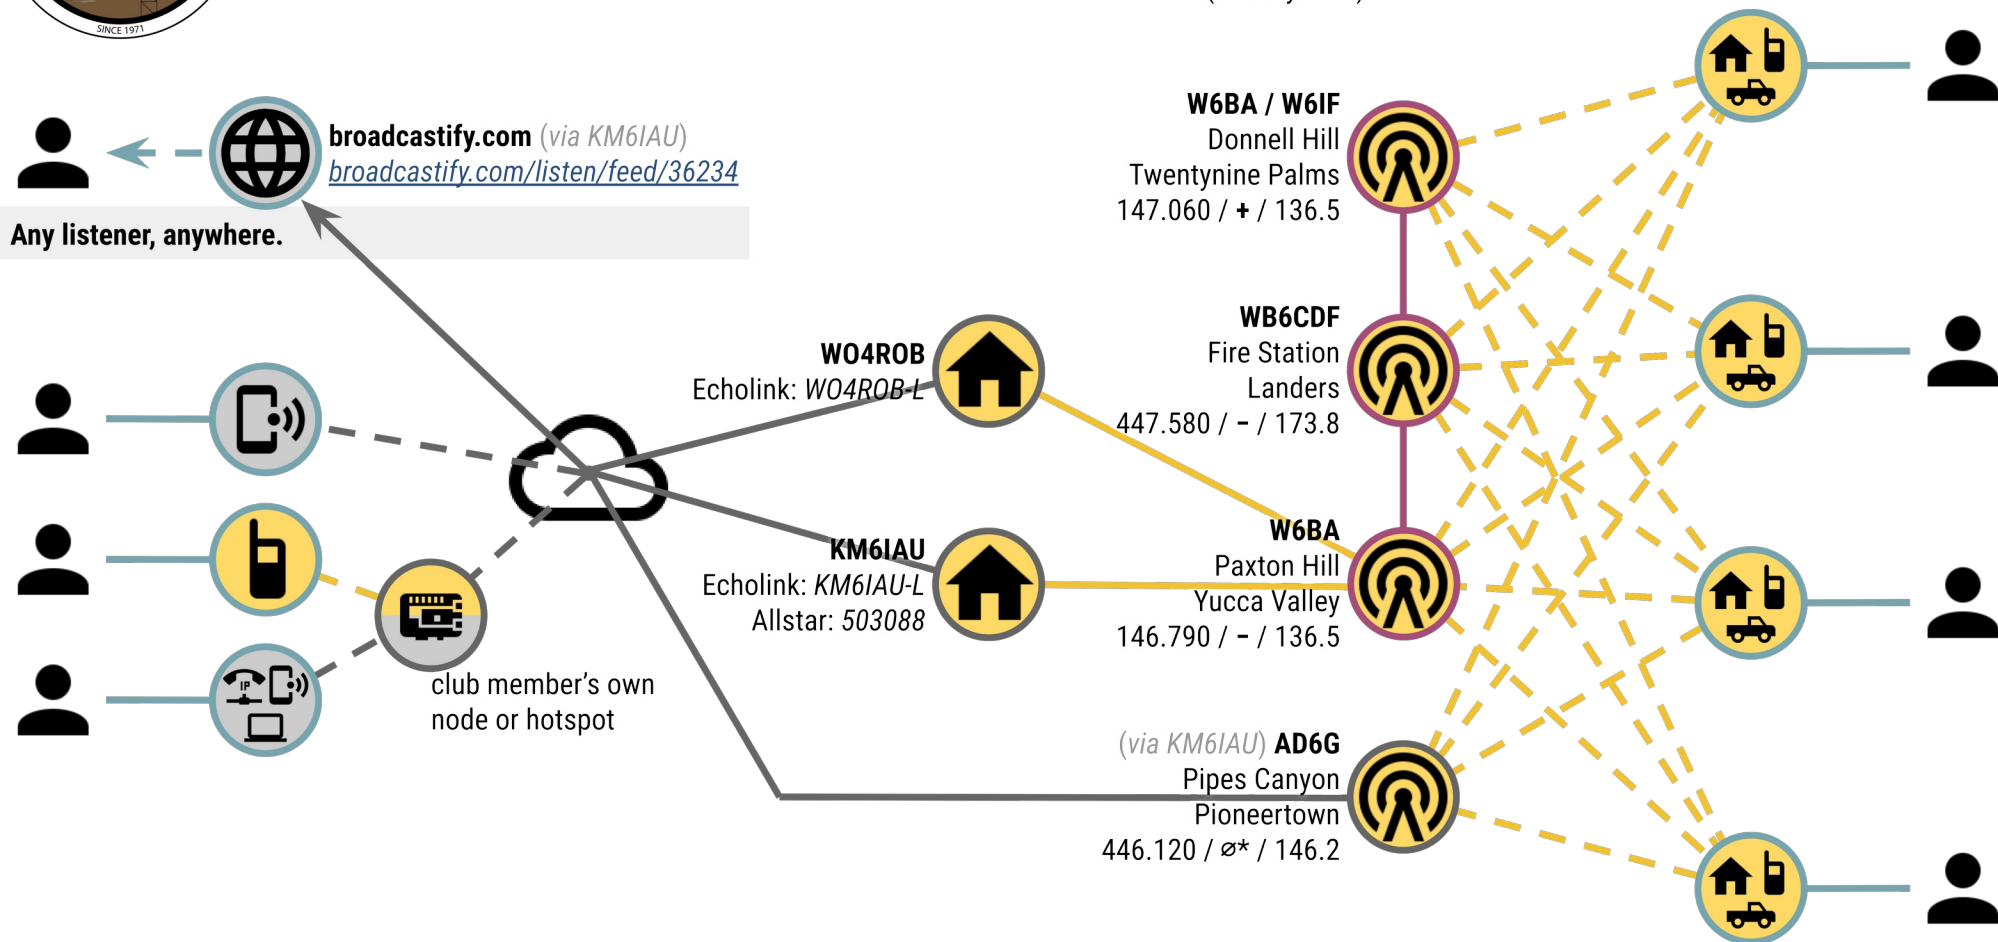 SINCE 1971
broadcastify.com (via KM6IAU)
broadcastify.com/listen/feed/36234
Any listener, anywhere.
W6BA / W6IF
Donnell Hill
Twentynine Palms
147.060 / + / 136.5
WO4ROB
Echolink: WO4ROB-L
WB6CDF
Fire Station
Landers
447.580 / - / 173.8
KM6IAU
Echolink: KM6IAU-L
Allstar: 503088
W6BA
Paxton Hill
Yucca Valley
146.790 / - / 136.5
IP
club member’s own
node or hotspot
(via KM6IAU) AD6G
Pipes Canyon
Pioneertown
446.120 / ⌀* / 146.2